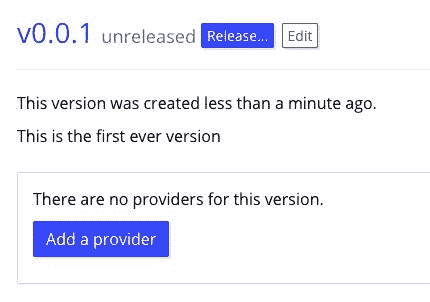 v0.0.1 unreleased Release... Edit
This version was created less than a minute ago.
This is the first ever version
There are no providers for this version.
Add a provider